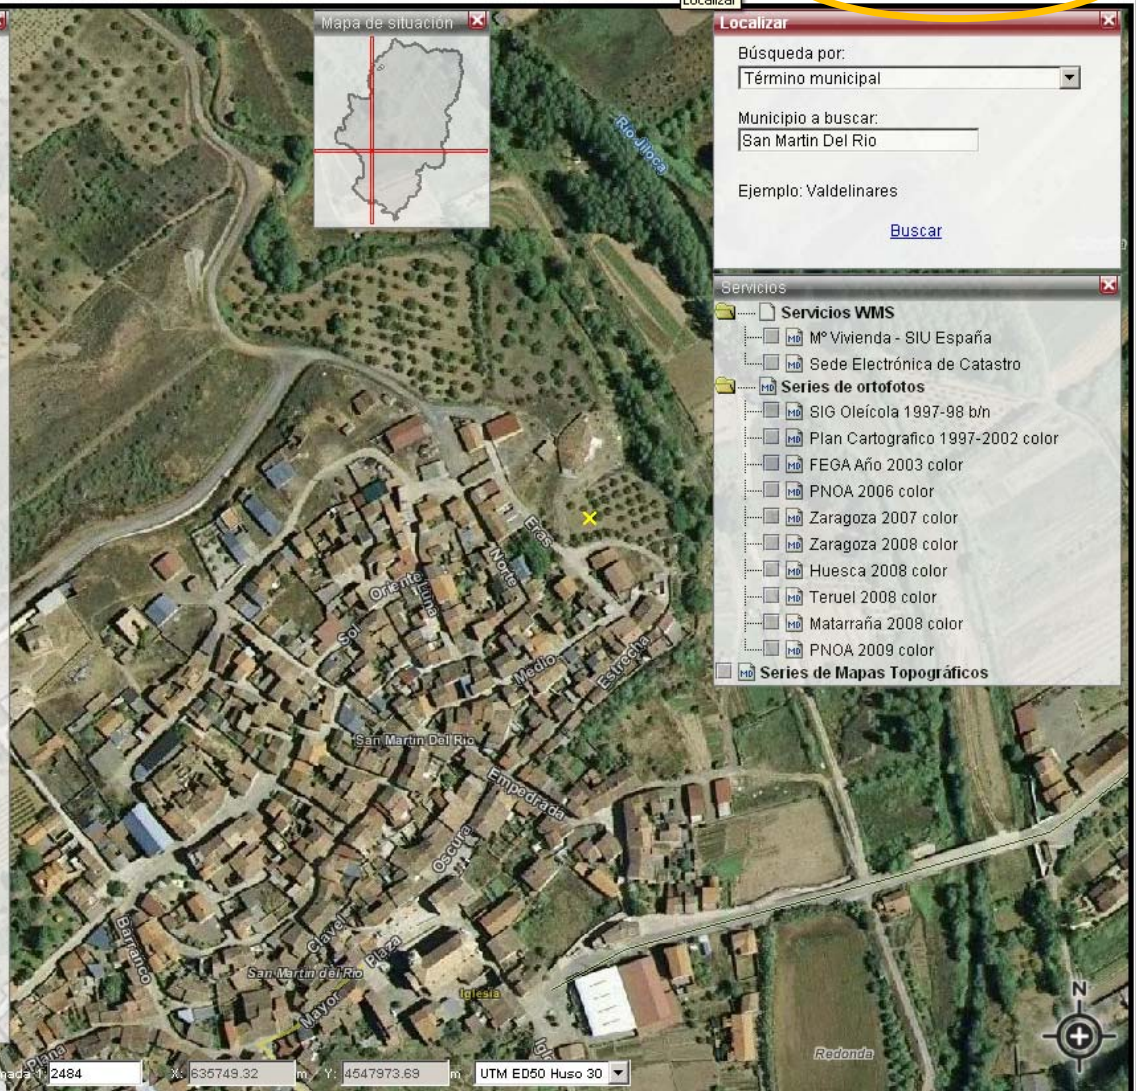 Localizar
Mapa de situación
Localizar
Búsqueda por:
Término municipal
Municipio a buscar:
San Martin Del Rio
Ejemplo: Valdelinares
Buscar
Río Jiloca
Servicios
Servicios WMS
Mº Vivienda - SIU España
Sede Electrónica de Catastro
Series de ortofotos
SIG Oleícola 1997-98 b/n
Plan Cartografico 1997-2002 color
FEGA Año 2003 color
PNOA 2006 color
Zaragoza 2007 color
Zaragoza 2008 color
Huesca 2008 color
Teruel 2008 color
Matarraña 2008 color
PNOA 2009 color
Series de Mapas Topográficos
Eras
Norte
Oriente
Luna
Sol
Medio
Estrecha
San Martin Del Rio
Empedrada
Oscura
Clavel
Plaza
Barranco
San Martin del Rio
Mayor
Iglesia
N
Redonda
Plana
2484
X: 635749.32 m
Y: 4547973.69 m
UTM ED50 Huso 30